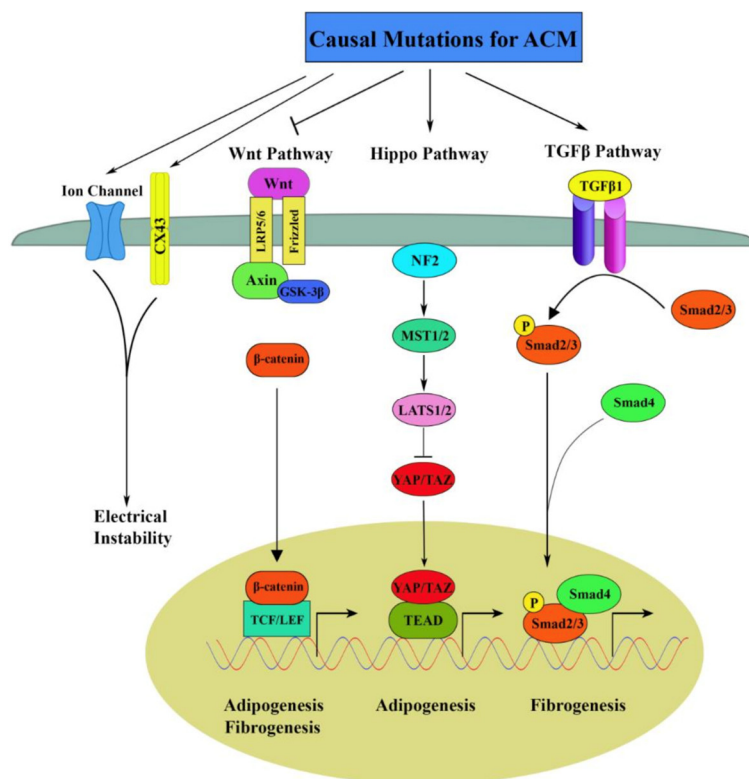 Causal Mutations for ACM
Wnt Pathway
Hippo Pathway
TGFβ Pathway
Ion Channel
CX43
Wnt
LRP5/6
Frizzled
Axin
GSK-3β
TGFβ1
NF2
Smad2/3
P
Smad2/3
MST1/2
β-catenin
LATS1/2
Smad4
YAP/TAZ
Electrical
Instability
β-catenin
TCF/LEF
YAP/TAZ
TEAD
P
Smad4
Smad2/3
Adipogenesis
Fibrogenesis
Adipogenesis
Fibrogenesis